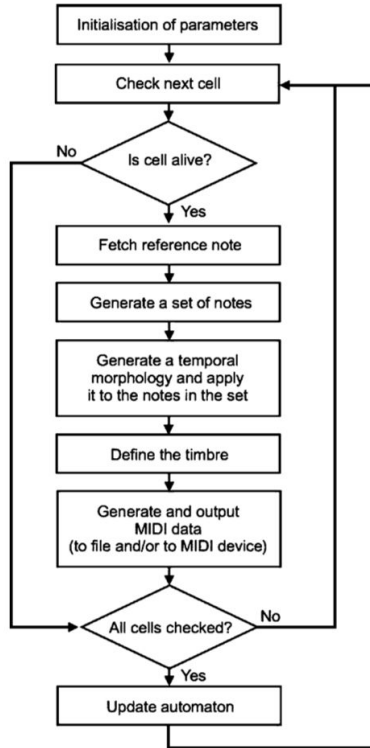 Initialisation of parameters
Check next cell
No
Is cell alive?
Yes
Fetch reference note
Generate a set of notes
Generate a temporal
morphology and apply
it to the notes in the set
Define the timbre
Generate and output
MIDI data
(to file and/or to MIDI device)
All cells checked?
No
Yes
Update automaton